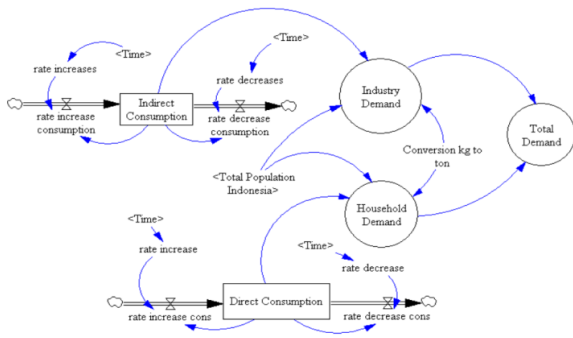 <Time>
<Time>
rate increases
rate decreases
Indirect
Consumption
rate increase
consumption
rate decrease
consumption
Industry
Demand
Total
Demand
Conversion kg to
ton
<Total Population
Indonesia>
Household
Demand
<Time>
<Time>
rate increase
rate decrease
Direct Consumption
rate increase cons
rate decrease cons